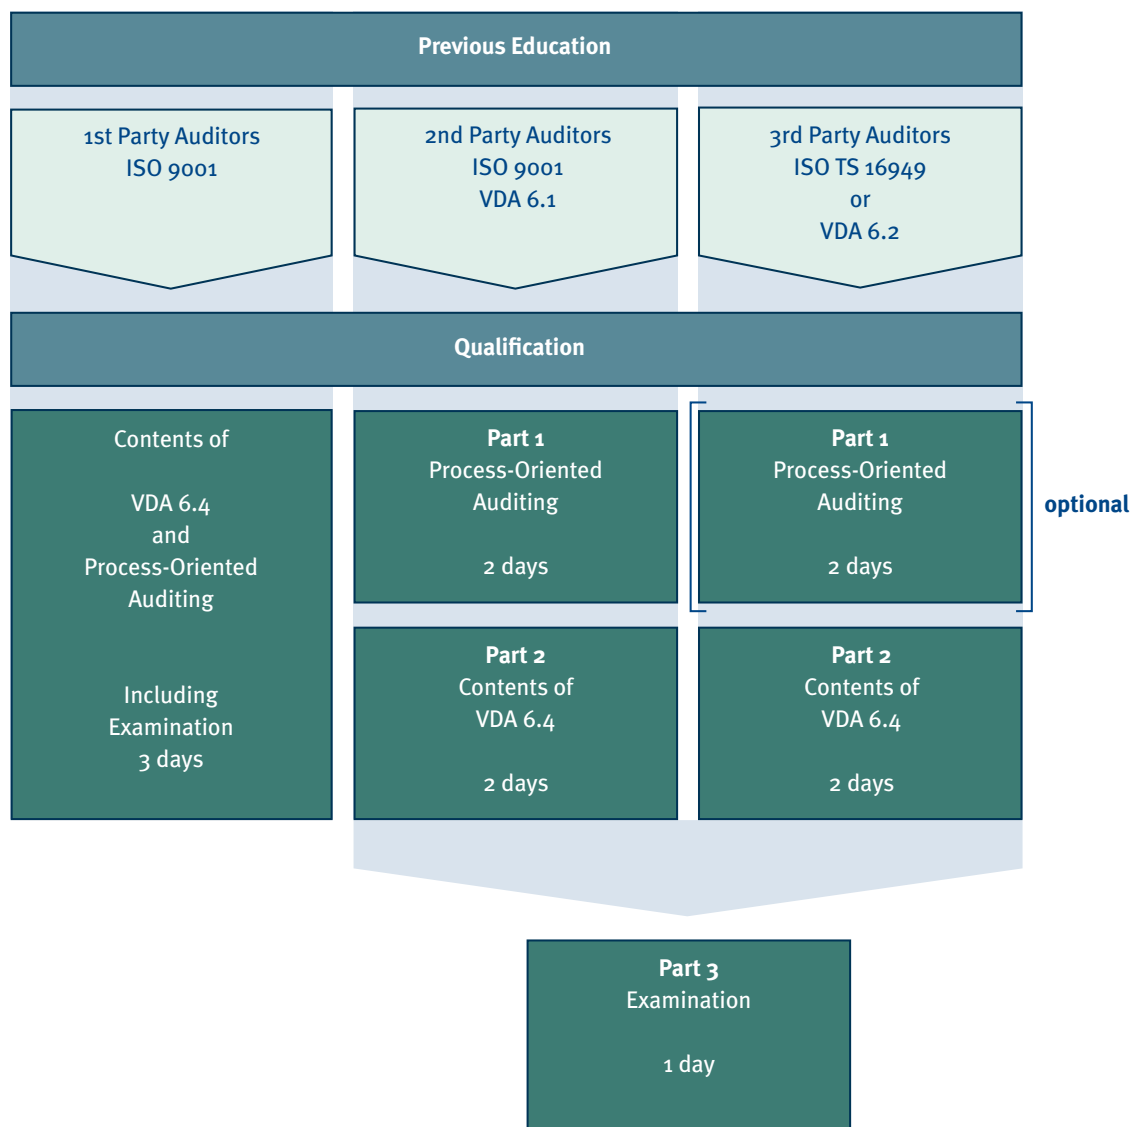 Previous Education
1st Party Auditors
ISO 9001
2nd Party Auditors
ISO 9001
VDA 6.1
3rd Party Auditors
ISO TS 16949
or
VDA 6.2
Qualification
Contents of
VDA 6.4
and
Process-Oriented
Auditing
Including
Examination
3 days
Part 1
Process-Oriented
Auditing
2 days
Part 1
Process-Oriented
Auditing
2 days
optional
Part 2
Contents of
VDA 6.4
2 days
Part 2
Contents of
VDA 6.4
2 days
Part 3
Examination
1 day